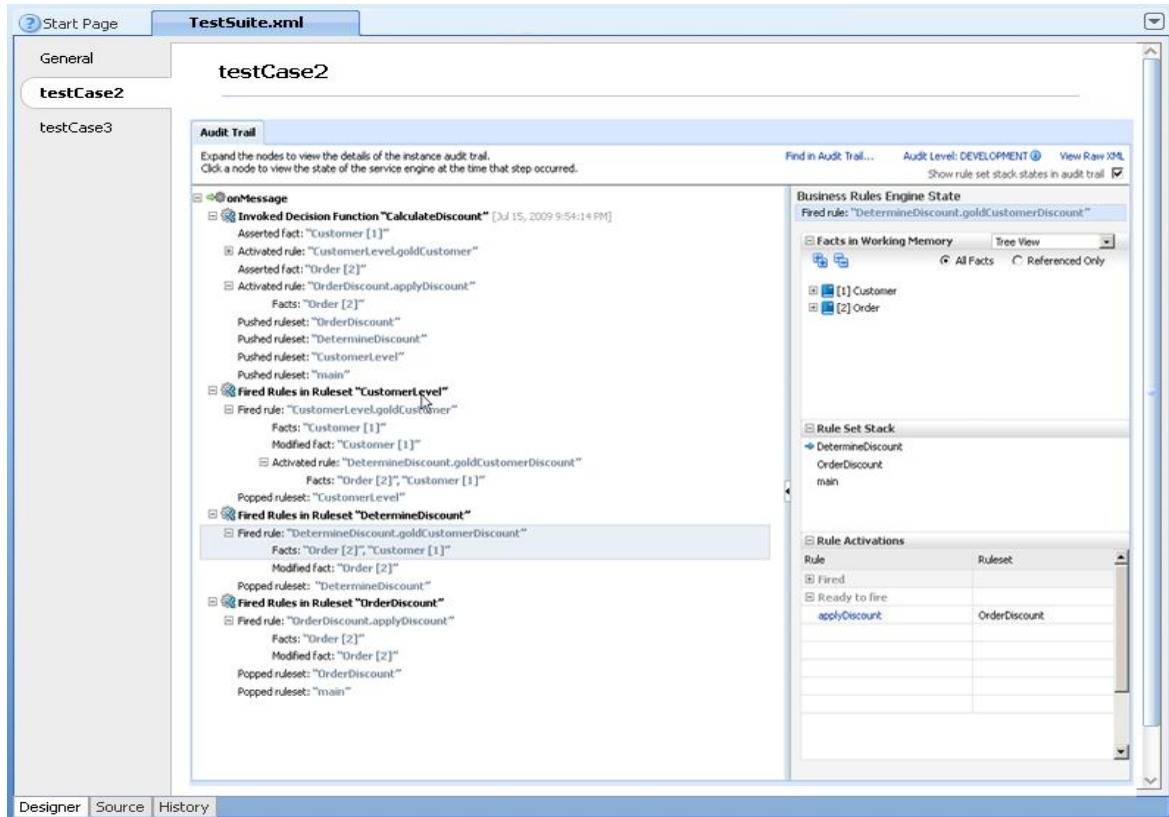 Start Page
TestSuite.xml
General
testCase2
testCase3
testCase2
Audit Trail
Expand the nodes to view the details of the instance audit trail.
Click a node to view the state of the service engine at the time that step occurred.
Find in Audit Trail... Audit Level: DEVELOPMENT View Raw XML
Show rule set stack states in audit trail
onMessage
Invoked Decision Function "CalculateDiscount" [Jul 15, 2009 9:54:14 PM]
Asserted fact: "Customer [1]"
Activated rule: "CustomerLevel.goldCustomer"
Asserted fact: "Order [2]"
Activated rule: "OrderDiscount.applyDiscount"
Facts: "Order [2]"
Pushed ruleset: "OrderDiscount"
Pushed ruleset: "DetermineDiscount"
Pushed ruleset: "CustomerLevel"
Pushed ruleset: "main"
Fired Rules in Ruleset "CustomerLevel"
Fired rule: "CustomerLevel.goldCustomer"
Facts: "Customer [1]"
Modified fact: "Customer [1]"
Activated rule: "DetermineDiscount.goldCustomerDiscount"
Facts: "Order [2]", "Customer [1]"
Popped ruleset: "CustomerLevel"
Fired Rules in Ruleset "DetermineDiscount"
Fired rule: "DetermineDiscount.goldCustomerDiscount"
Facts: "Order [2]", "Customer [1]"
Modified fact: "Order [2]"
Popped ruleset: "DetermineDiscount"
Fired Rules in Ruleset "OrderDiscount"
Fired rule: "OrderDiscount.applyDiscount"
Facts: "Order [2]"
Modified fact: "Order [2]"
Popped ruleset: "OrderDiscount"
Popped ruleset: "main"
Business Rules Engine State
Fired rule: "DetermineDiscount.goldCustomerDiscount"
Facts in Working Memory Tree View
All Facts Referenced Only
[1] Customer
[2] Order
Rule Set Stack
DetermineDiscount
OrderDiscount
main
Rule Activations
Rule Ruleset
Fired
Ready to fire
applyDiscount OrderDiscount
Designer Source History